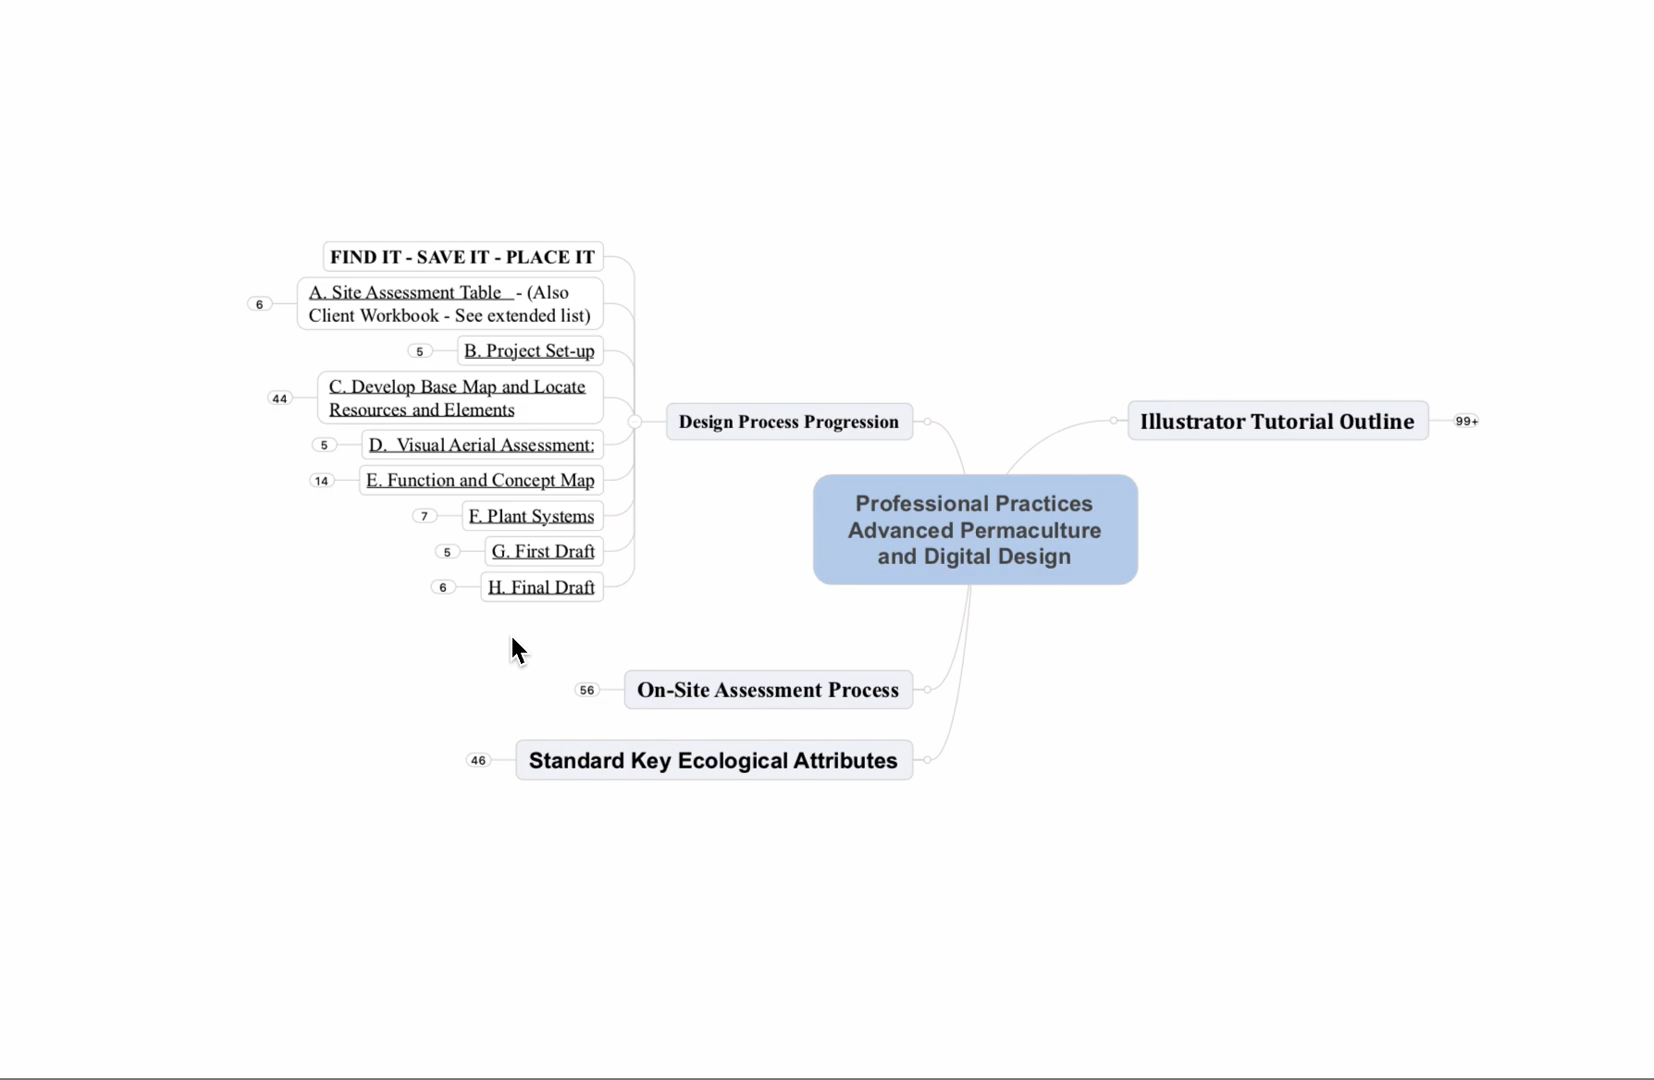 FIND IT - SAVE IT - PLACE IT
6
A. Site Assessment Table - (Also
Client Workbook - See extended list)
5
B. Project Set-up
44
C. Develop Base Map and Locate
Resources and Elements
5
D. Visual Aerial Assessment:
14
E. Function and Concept Map
7
F. Plant Systems
5
G. First Draft
6
H. Final Draft
Design Process Progression
Illustrator Tutorial Outline
99+
Professional Practices
Advanced Permaculture
and Digital Design
56
On-Site Assessment Process
46
Standard Key Ecological Attributes